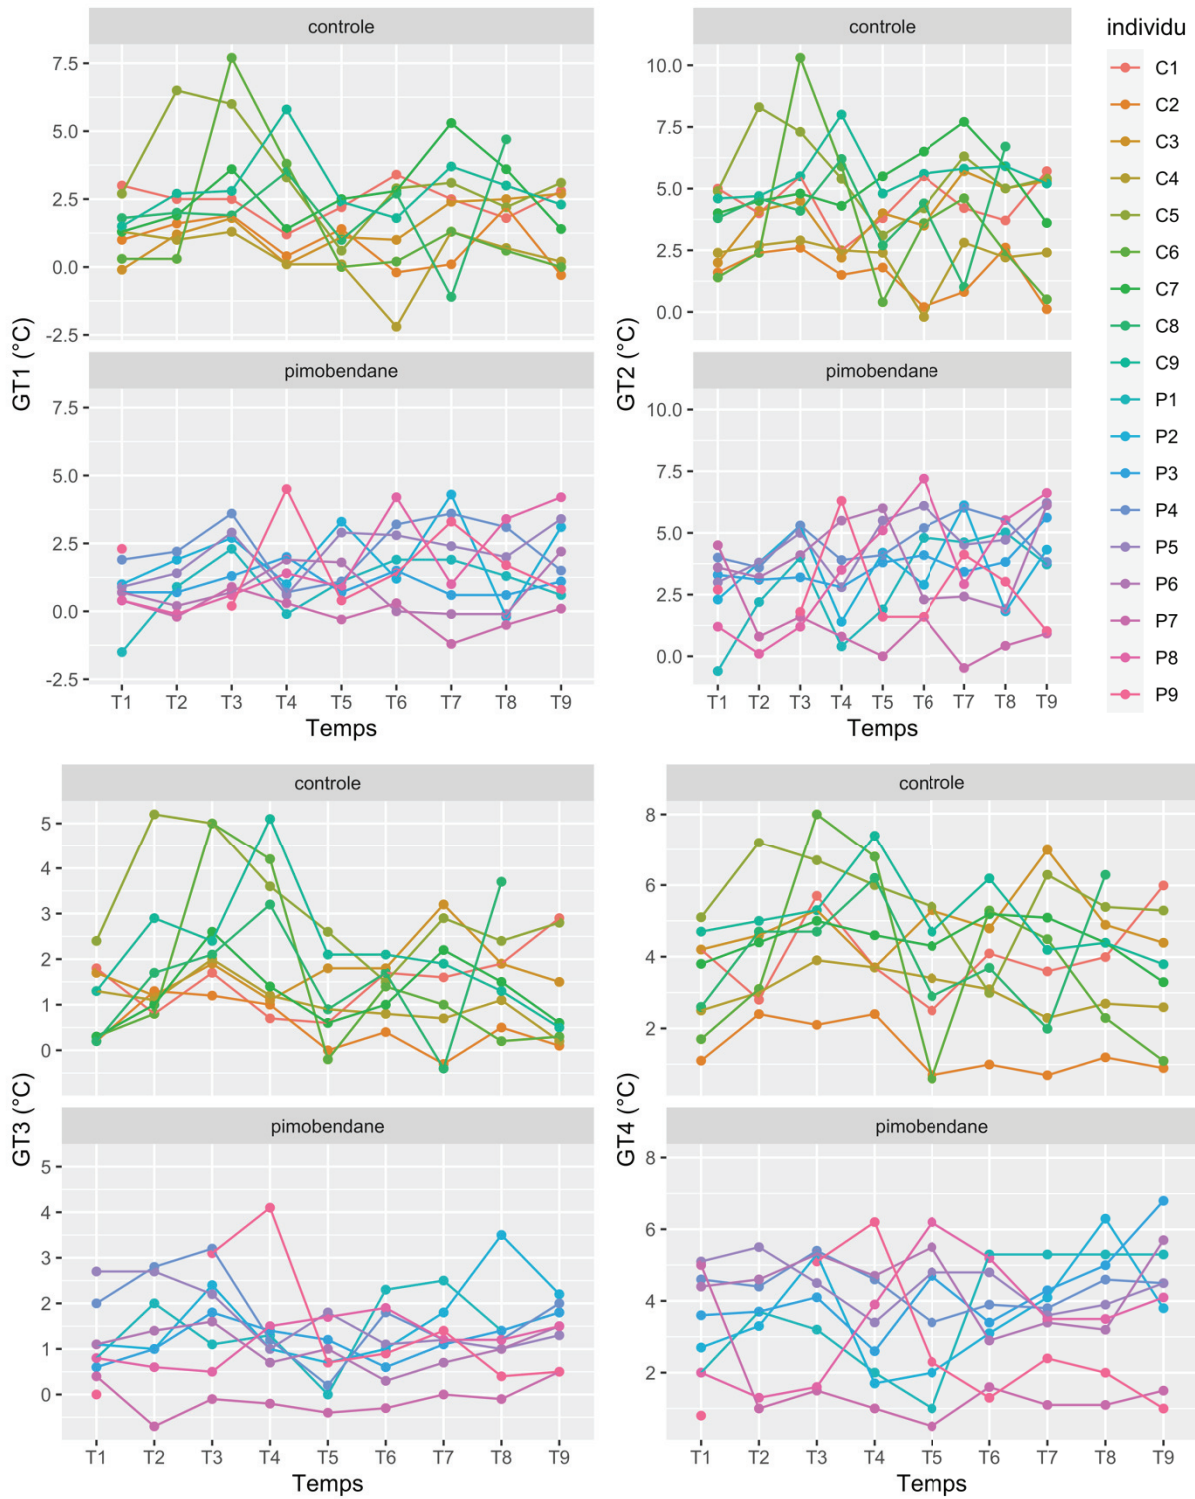 controle
7.5
5.0
2.5
0.0
-2.5
pimobendane
7.5
5.0
2.5
0.0
-2.5
GT1 (°C)
T1 T2 T3 T4 T5 T6 T7 T8 T9
Temps
controle
10.0
7.5
5.0
2.5
0.0
pimobendane
10.0
7.5
5.0
2.5
0.0
GT2 (°C)
T1 T2 T3 T4 T5 T6 T7 T8 T9
Temps
individu
C1
C2
C3
C4
C5
C6
C7
C8
C9
P1
P2
P3
P4
P5
P6
P7
P8
P9
controle
5
4
3
2
1
0
pimobendane
5
4
3
2
1
0
GT3 (°C)
T1 T2 T3 T4 T5 T6 T7 T8 T9
Temps
controle
8
6
4
2
pimobendane
8
6
4
2
GT4 (°C)
T1 T2 T3 T4 T5 T6 T7 T8 T9
Temps